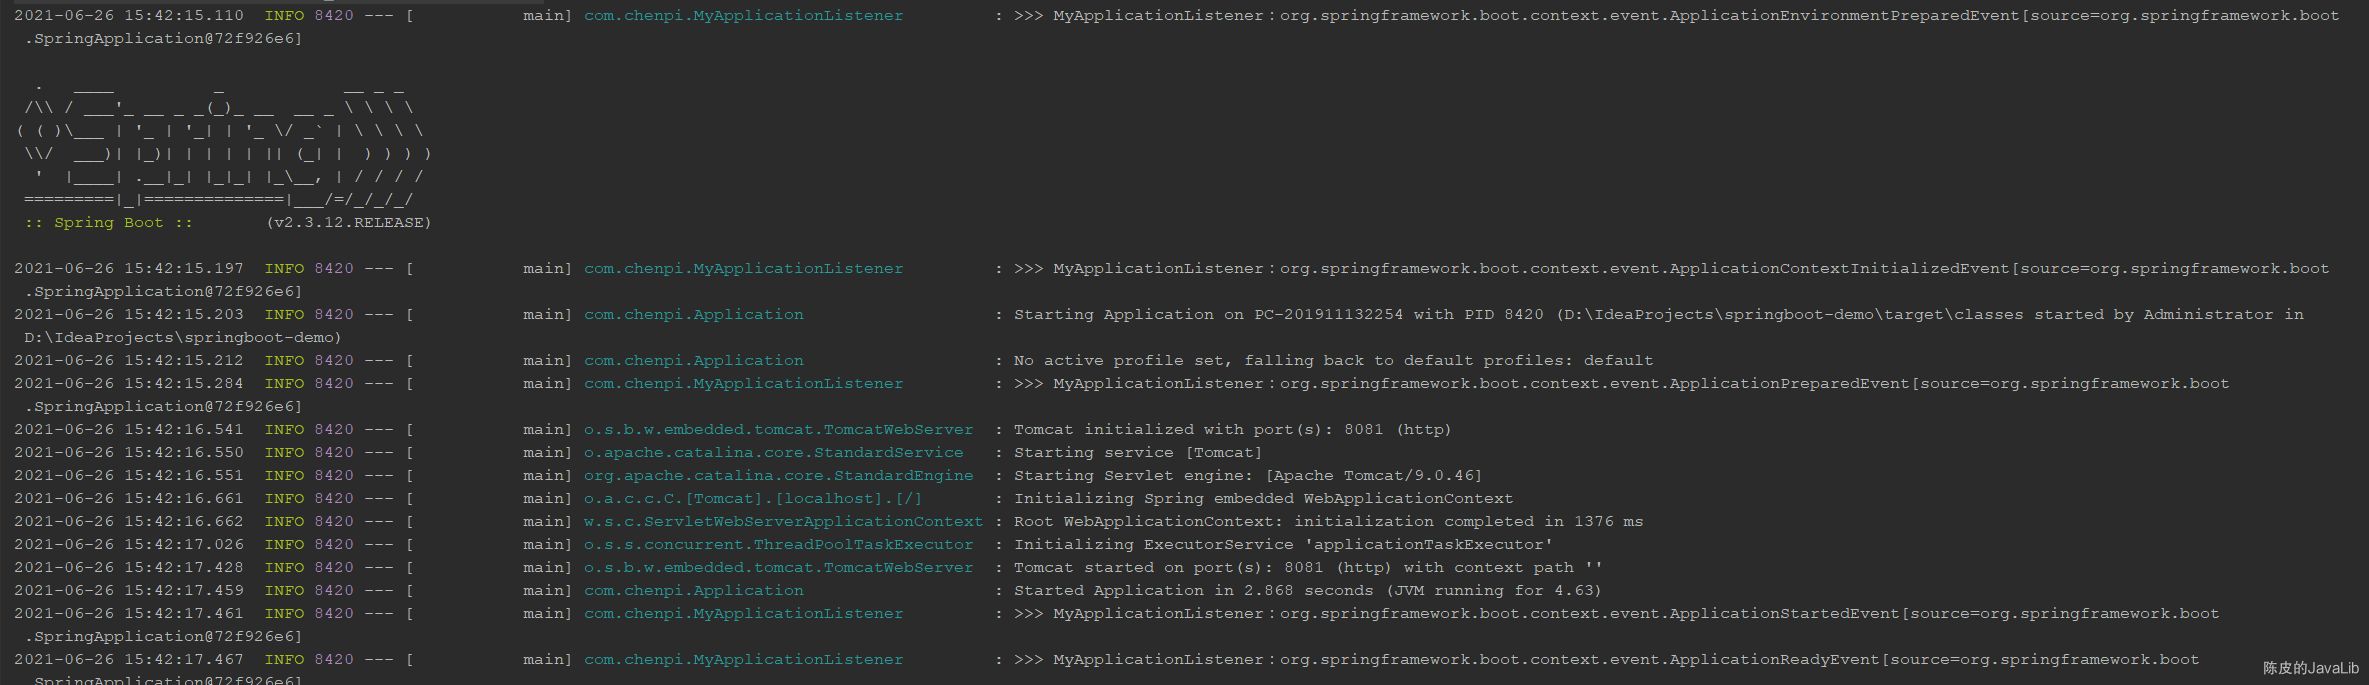 2021-06-26 15:42:15.110  INFO 8420 --- [           main] com.chenpi.MyApplicationListener         : >>> MyApplicationListener：org.springframework.boot.context.event.ApplicationEnvironmentPreparedEvent[source=org.springframework.boot
.SpringApplication@72f926e6]
  .   ____          _            __ _ _
 /\\ / ___'_ __ _ _(_)_ __  __ _ \ \ \ \
( ( )\___ | '_ | '_| | '_ \/ _` | \ \ \ \
 \\/  ___)| |_)| | | | | || (_| |  ) ) ) )
  '  |____| .__|_| |_|_| |_\__, | / / / /
 =========|_|==============|___/=/_/_/_/
 :: Spring Boot ::       (v2.3.12.RELEASE)
2021-06-26 15:42:15.197  INFO 8420 --- [           main] com.chenpi.MyApplicationListener         : >>> MyApplicationListener：org.springframework.boot.context.event.ApplicationContextInitializedEvent[source=org.springframework.boot
.SpringApplication@72f926e6]
2021-06-26 15:42:15.203  INFO 8420 --- [           main] com.chenpi.Application                   : Starting Application on PC-201911132254 with PID 8420 (D:\IdeaProjects\springboot-demo\target\classes started by Administrator in
D:\IdeaProjects\springboot-demo)
2021-06-26 15:42:15.212  INFO 8420 --- [           main] com.chenpi.Application                   : No active profile set, falling back to default profiles: default
2021-06-26 15:42:15.284  INFO 8420 --- [           main] com.chenpi.MyApplicationListener         : >>> MyApplicationListener：org.springframework.boot.context.event.ApplicationPreparedEvent[source=org.springframework.boot
.SpringApplication@72f926e6]
2021-06-26 15:42:16.541  INFO 8420 --- [           main] o.s.b.w.embedded.tomcat.TomcatWebServer  : Tomcat initialized with port(s): 8081 (http)
2021-06-26 15:42:16.550  INFO 8420 --- [           main] o.apache.catalina.core.StandardService   : Starting service [Tomcat]
2021-06-26 15:42:16.551  INFO 8420 --- [           main] org.apache.catalina.core.StandardEngine  : Starting Servlet engine: [Apache Tomcat/9.0.46]
2021-06-26 15:42:16.661  INFO 8420 --- [           main] o.a.c.c.C.[Tomcat].[localhost].[/]       : Initializing Spring embedded WebApplicationContext
2021-06-26 15:42:16.662  INFO 8420 --- [           main] w.s.c.ServletWebServerApplicationContext : Root WebApplicationContext: initialization completed in 1376 ms
2021-06-26 15:42:17.026  INFO 8420 --- [           main] o.s.s.concurrent.ThreadPoolTaskExecutor  : Initializing ExecutorService 'applicationTaskExecutor'
2021-06-26 15:42:17.428  INFO 8420 --- [           main] o.s.b.w.embedded.tomcat.TomcatWebServer  : Tomcat started on port(s): 8081 (http) with context path ''
2021-06-26 15:42:17.459  INFO 8420 --- [           main] com.chenpi.Application                   : Started Application in 2.868 seconds (JVM running for 4.63)
2021-06-26 15:42:17.461  INFO 8420 --- [           main] com.chenpi.MyApplicationListener         : >>> MyApplicationListener：org.springframework.boot.context.event.ApplicationStartedEvent[source=org.springframework.boot
.SpringApplication@72f926e6]
2021-06-26 15:42:17.467  INFO 8420 --- [           main] com.chenpi.MyApplicationListener         : >>> MyApplicationListener：org.springframework.boot.context.event.ApplicationReadyEvent[source=org.springframework.boot
.SpringApplication@72f926e6]
陈皮的JavaLib